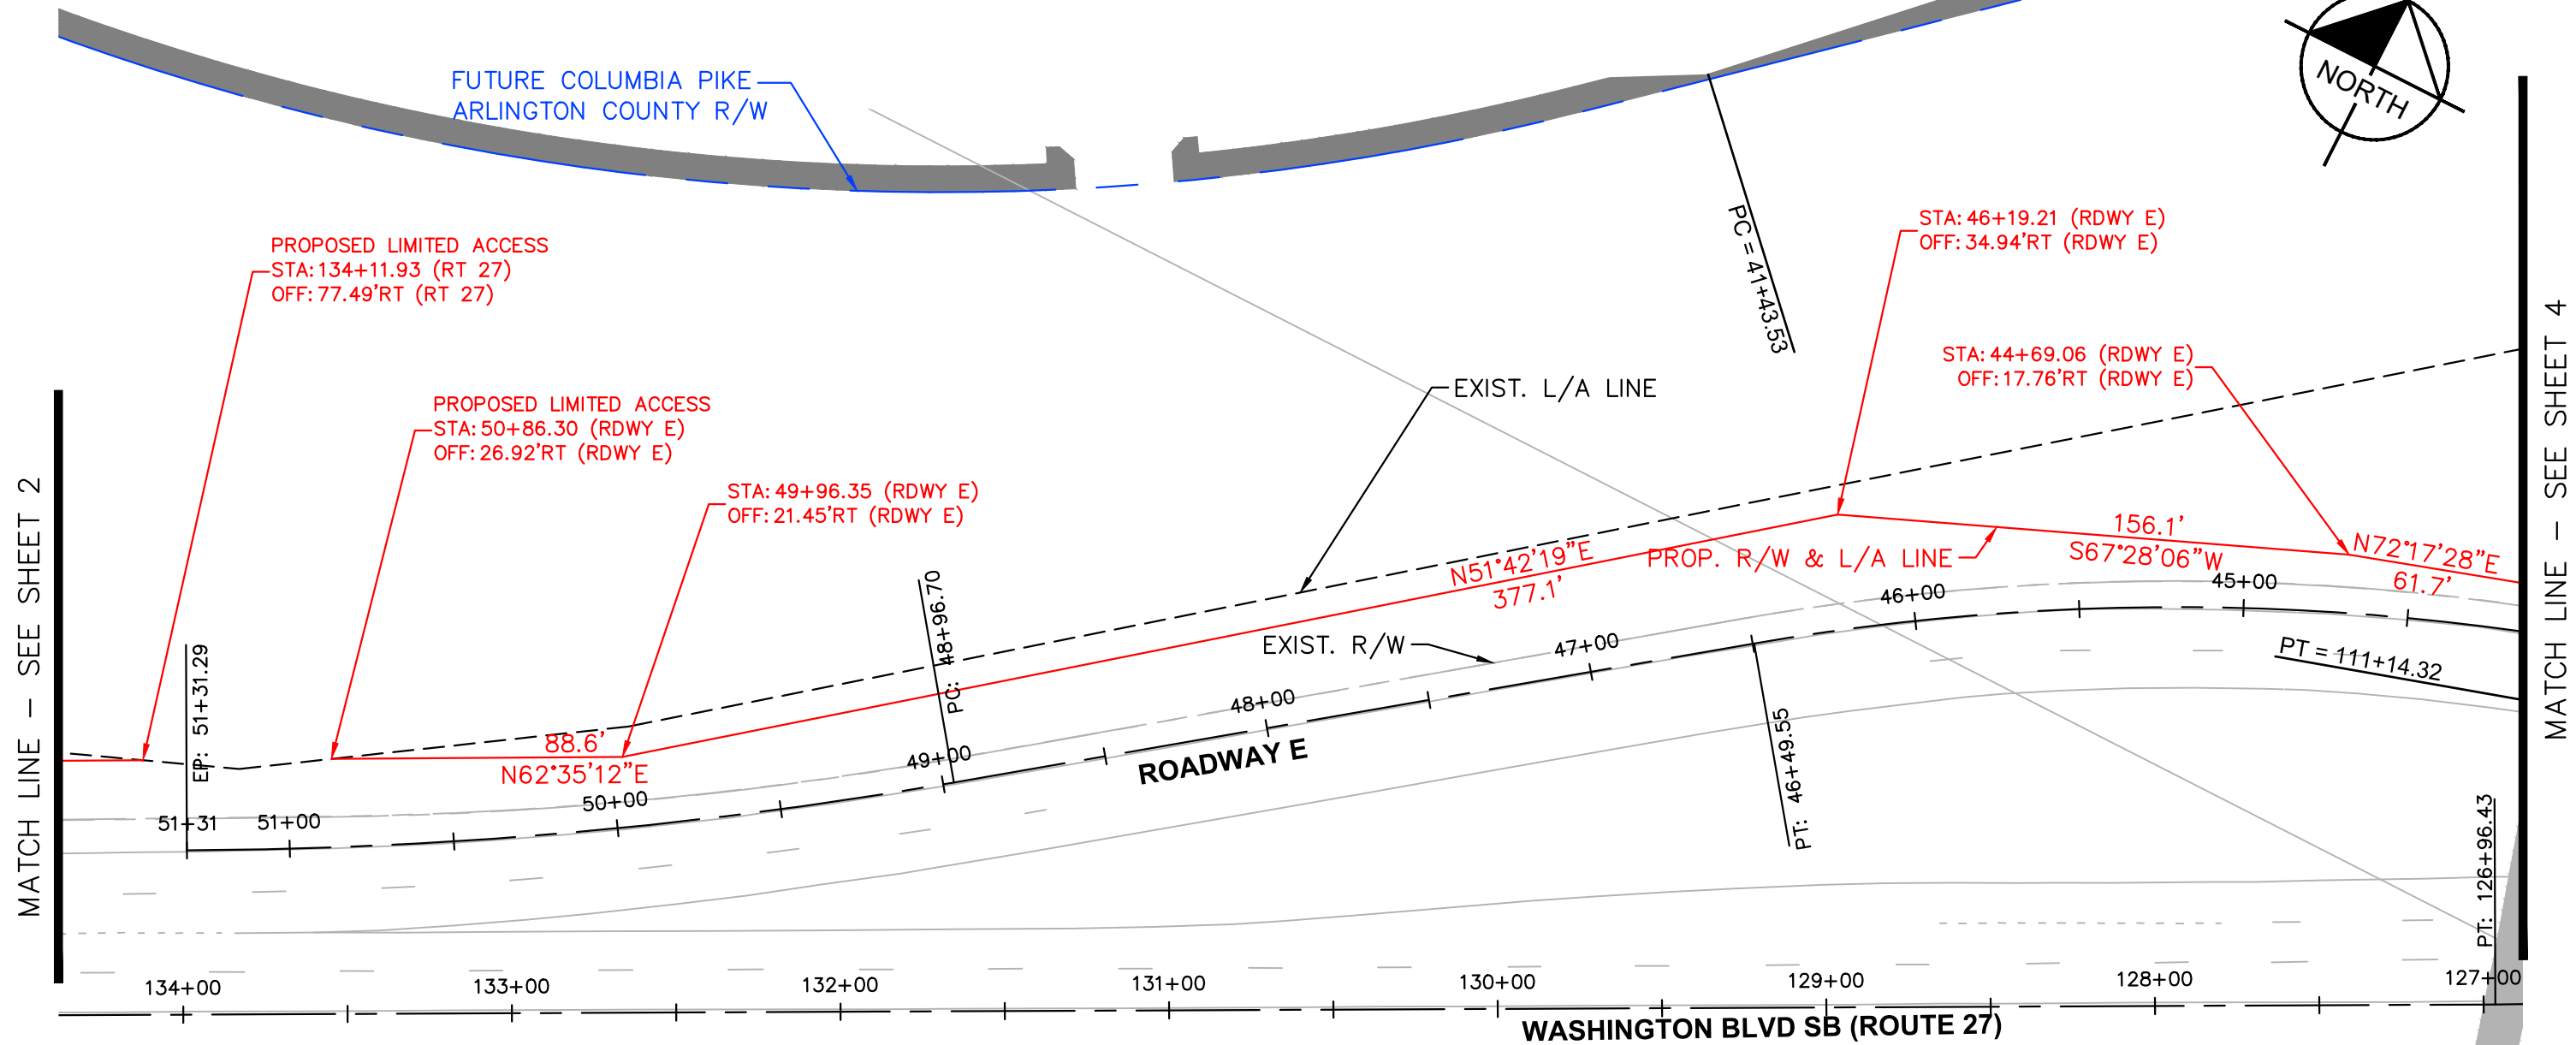 FUTURE COLUMBIA PIKE
ARLINGTON COUNTY R/W
NORTH
PROPOSED LIMITED ACCESS
STA: 134+11.93 (RT 27)
OFF: 77.49'RT (RT 27)
PC = 41+43.53
STA: 46+19.21 (RDWY E)
OFF: 34.94'RT (RDWY E)
STA: 44+69.06 (RDWY E)
OFF: 17.76'RT (RDWY E)
EXIST. L/A LINE
PROPOSED LIMITED ACCESS
STA: 50+86.30 (RDWY E)
OFF: 26.92'RT (RDWY E)
STA: 49+96.35 (RDWY E)
OFF: 21.45'RT (RDWY E)
MATCH LINE - SEE SHEET 2
MATCH LINE - SEE SHEET 4
N51°42'19"E
377.1'
PROP. R/W & L/A LINE
156.1'
S67°28'06"W
N72°17'28"E
61.7'
EP: 51+31.29
PC: 48+96.70
EXIST. R/W
88.6'
N62°35'12"E
51+31
51+00
50+00
49+00
48+00
47+00
46+00
45+00
ROADWAY E
PT = 111+14.32
PT: 46+49.55
PT: 126+96.43
134+00
133+00
132+00
131+00
130+00
129+00
128+00
127+00
WASHINGTON BLVD SB (ROUTE 27)